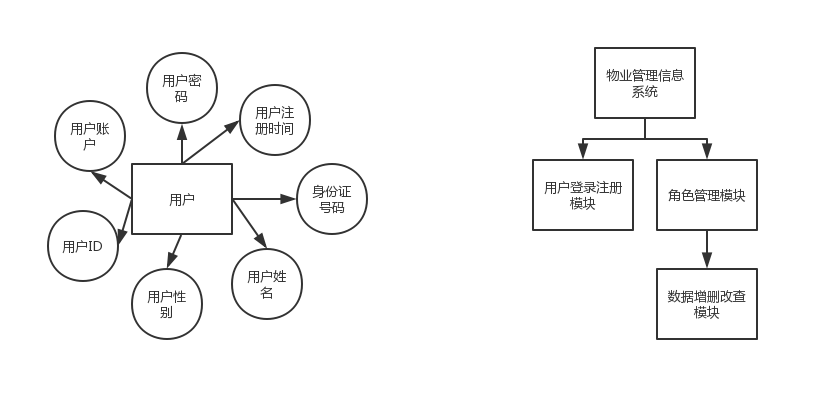 用户密
码
用户注
册时间
用户账
户
用户
身份证
号码
用户ID
用户姓
名
用户性
别
物业管理信息
系统
用户登录注册
模块
角色管理模块
数据增删改查
模块